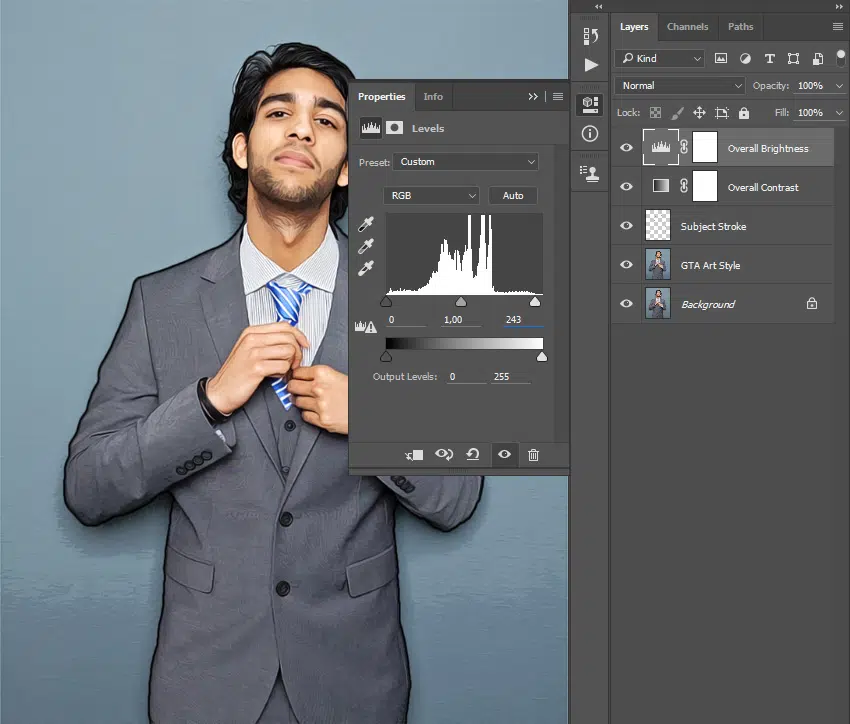 Layers Channels Paths
Kind
Normal Opacity: 100%
Lock: Fill: 100%
Overall Brightness
Overall Contrast
Subject Stroke
GTA Art Style
Background
Properties Info
Levels
Preset: Custom
RGB Auto
0 1,00 243
Output Levels: 0 255